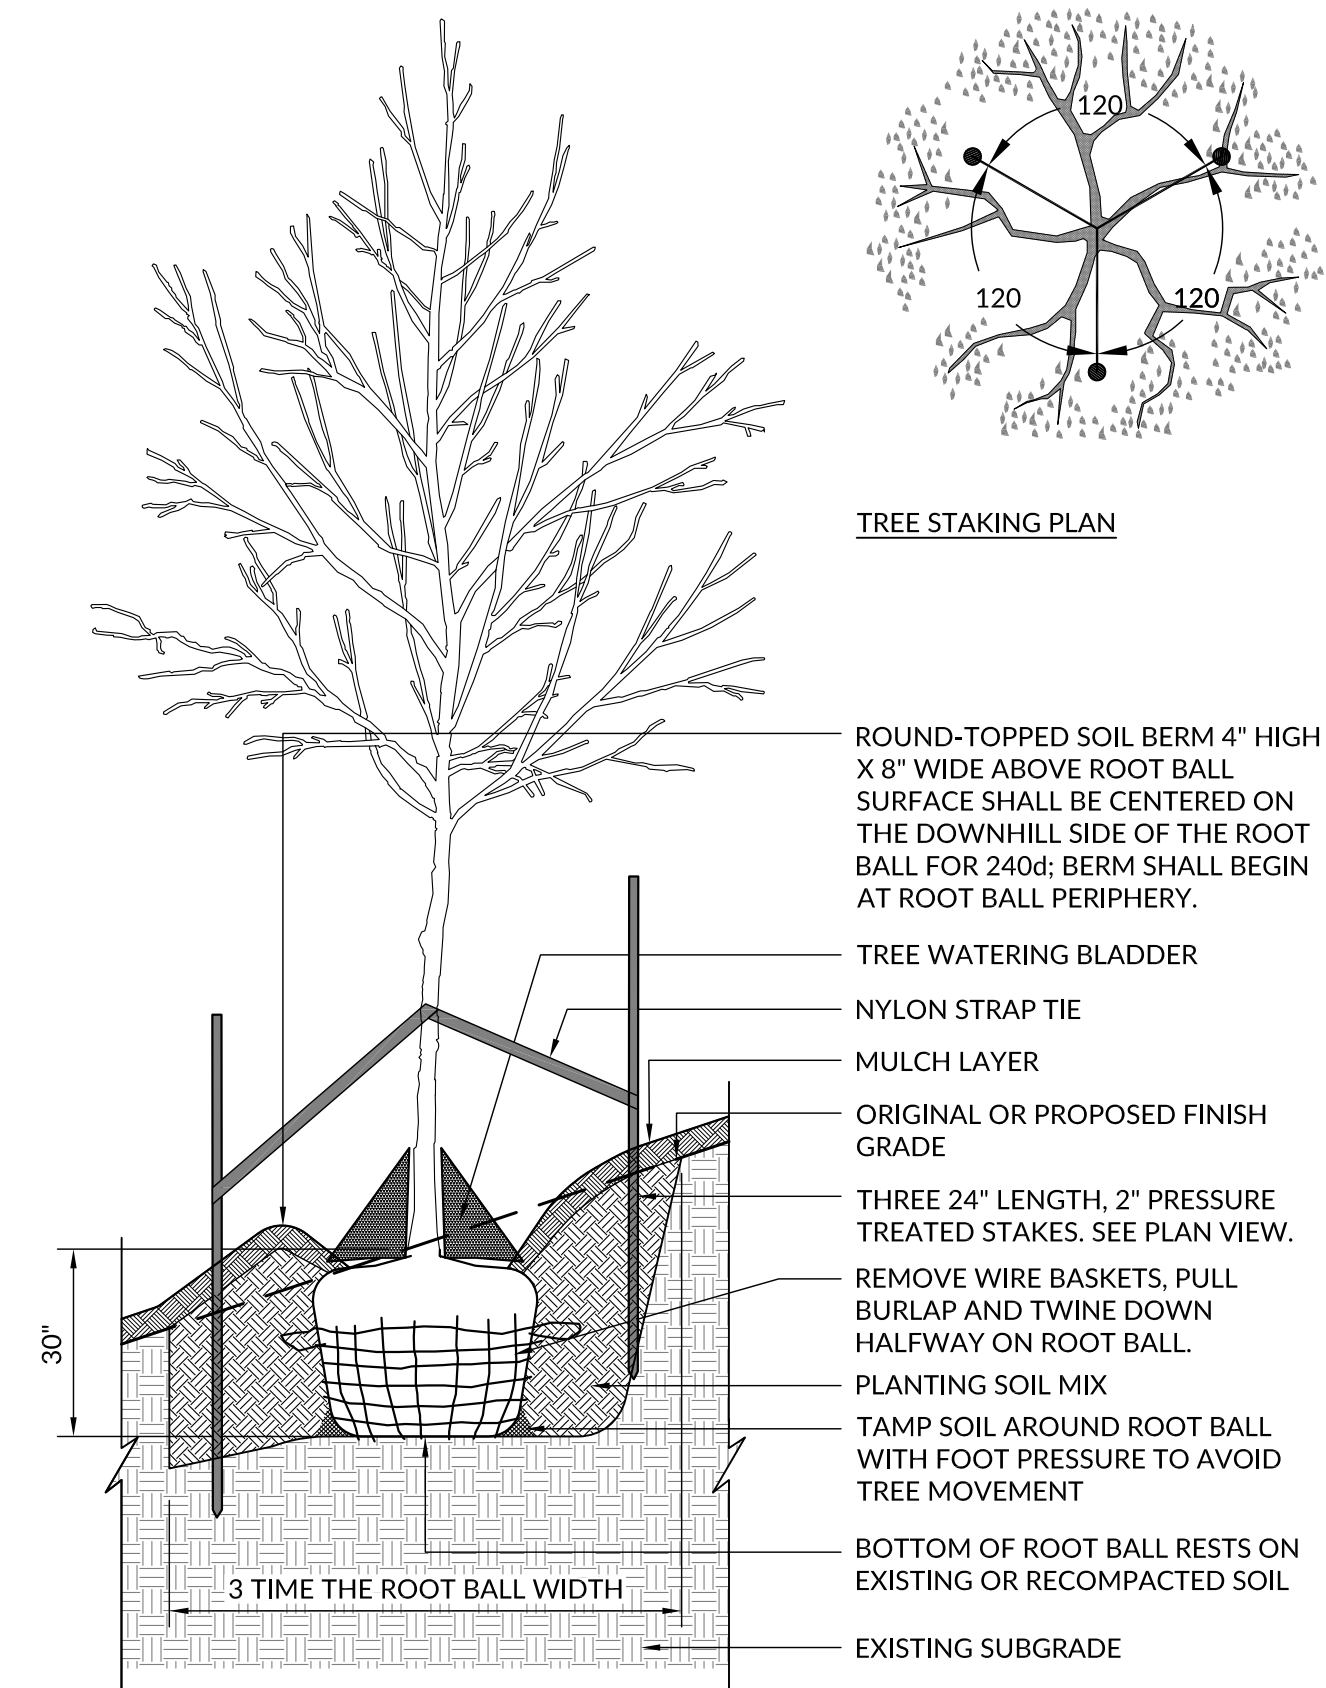 120
120
120
TREE STAKING PLAN
ROUND-TOPPED SOIL BERM 4" HIGH
X 8" WIDE ABOVE ROOT BALL
SURFACE SHALL BE CENTERED ON
THE DOWNHILL SIDE OF THE ROOT
BALL FOR 240d; BERM SHALL BEGIN
AT ROOT BALL PERIPHERY.
TREE WATERING BLADDER
NYLON STRAP TIE
MULCH LAYER
ORIGINAL OR PROPOSED FINISH
GRADE
THREE 24" LENGTH, 2" PRESSURE
TREATED STAKES. SEE PLAN VIEW.
REMOVE WIRE BASKETS, PULL
BURLAP AND TWINE DOWN
HALFWAY ON ROOT BALL.
30"
PLANTING SOIL MIX
TAMP SOIL AROUND ROOT BALL
WITH FOOT PRESSURE TO AVOID
TREE MOVEMENT
BOTTOM OF ROOT BALL RESTS ON
EXISTING OR RECOMPACTED SOIL
3 TIME THE ROOT BALL WIDTH
EXISTING SUBGRADE